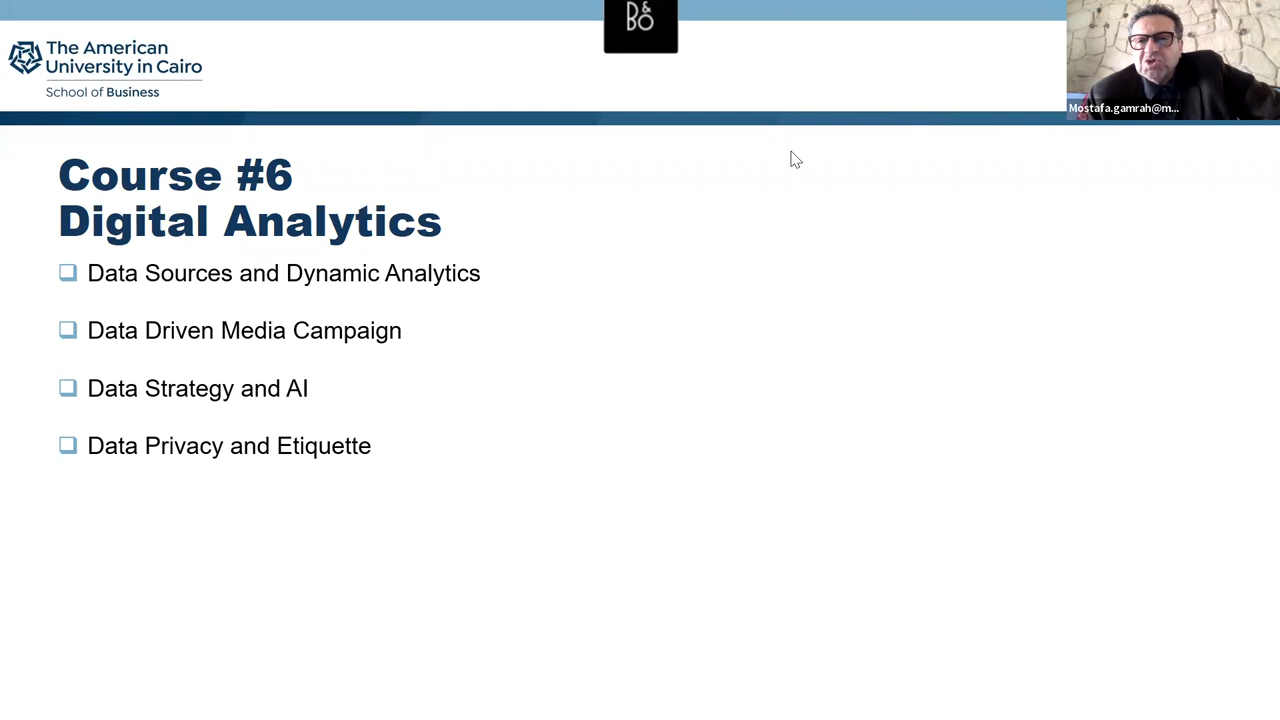 D&
BO
The American
University in Cairo
School of Business
Mostafa.gamrah@m...
Course #6
Digital Analytics
Data Sources and Dynamic Analytics
Data Driven Media Campaign
Data Strategy and AI
Data Privacy and Etiquette